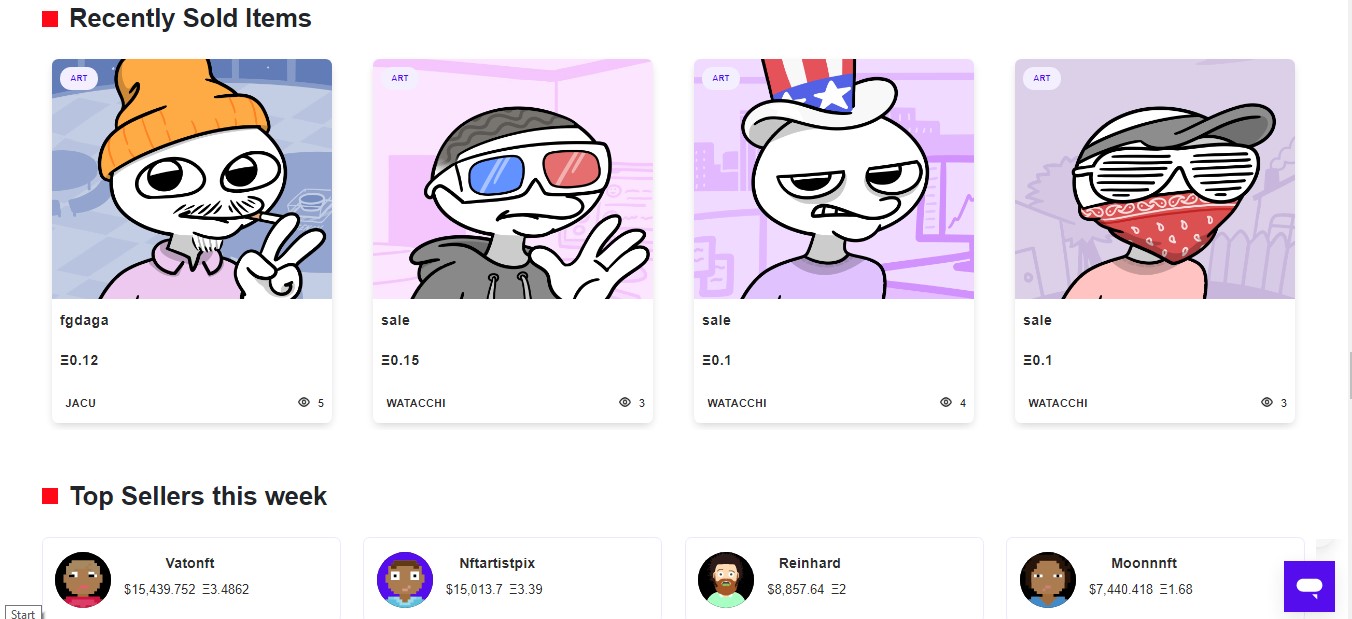 Recently Sold Items
ART
ART
ART
ART
fgdaga
sale
sale
sale
Ξ0.12
Ξ0.15
Ξ0.1
Ξ0.1
JACU 5
WATACCHI 3
WATACCHI 4
WATACCHI 3
Top Sellers this week
Vatonft
$15,439.752 Ξ3.4862
Nftartistpix
$15,013.7 Ξ3.39
Reinhard
$8,857.64 Ξ2
Moonnnft
$7,440.418 Ξ1.68
Start